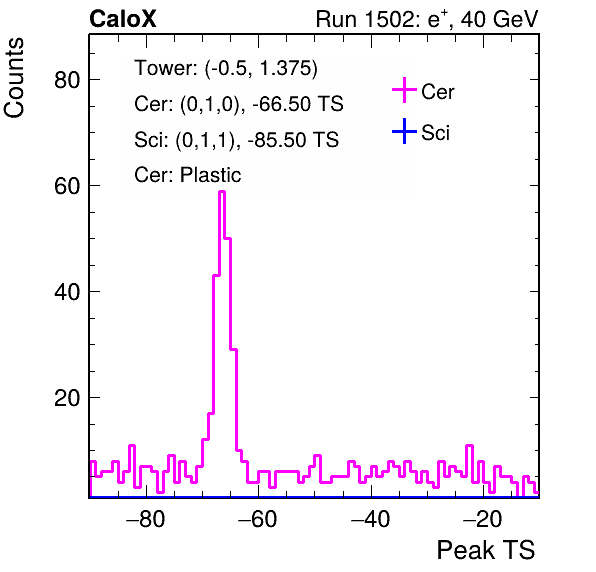 CaloX Run 1502: e⁺, 40 GeV
Counts
Tower: (-0.5, 1.375)
Cer: (0,1,0), -66.50 TS
Sci: (0,1,1), -85.50 TS
Cer: Plastic
Cer
Sci
80
60
40
20
−80 −60 −40 −20
Peak TS